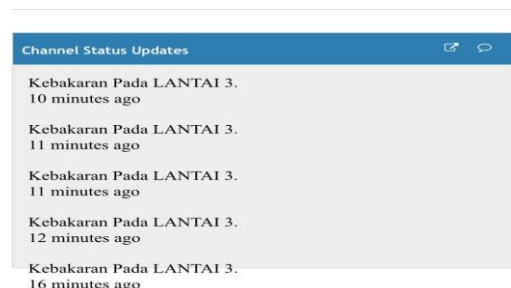 Channel Status Updates
Kebakaran Pada LANTAI 3.
10 minutes ago
Kebakaran Pada LANTAI 3.
11 minutes ago
Kebakaran Pada LANTAI 3.
11 minutes ago
Kebakaran Pada LANTAI 3.
12 minutes ago
Kebakaran Pada LANTAI 3.
16 minutes ago